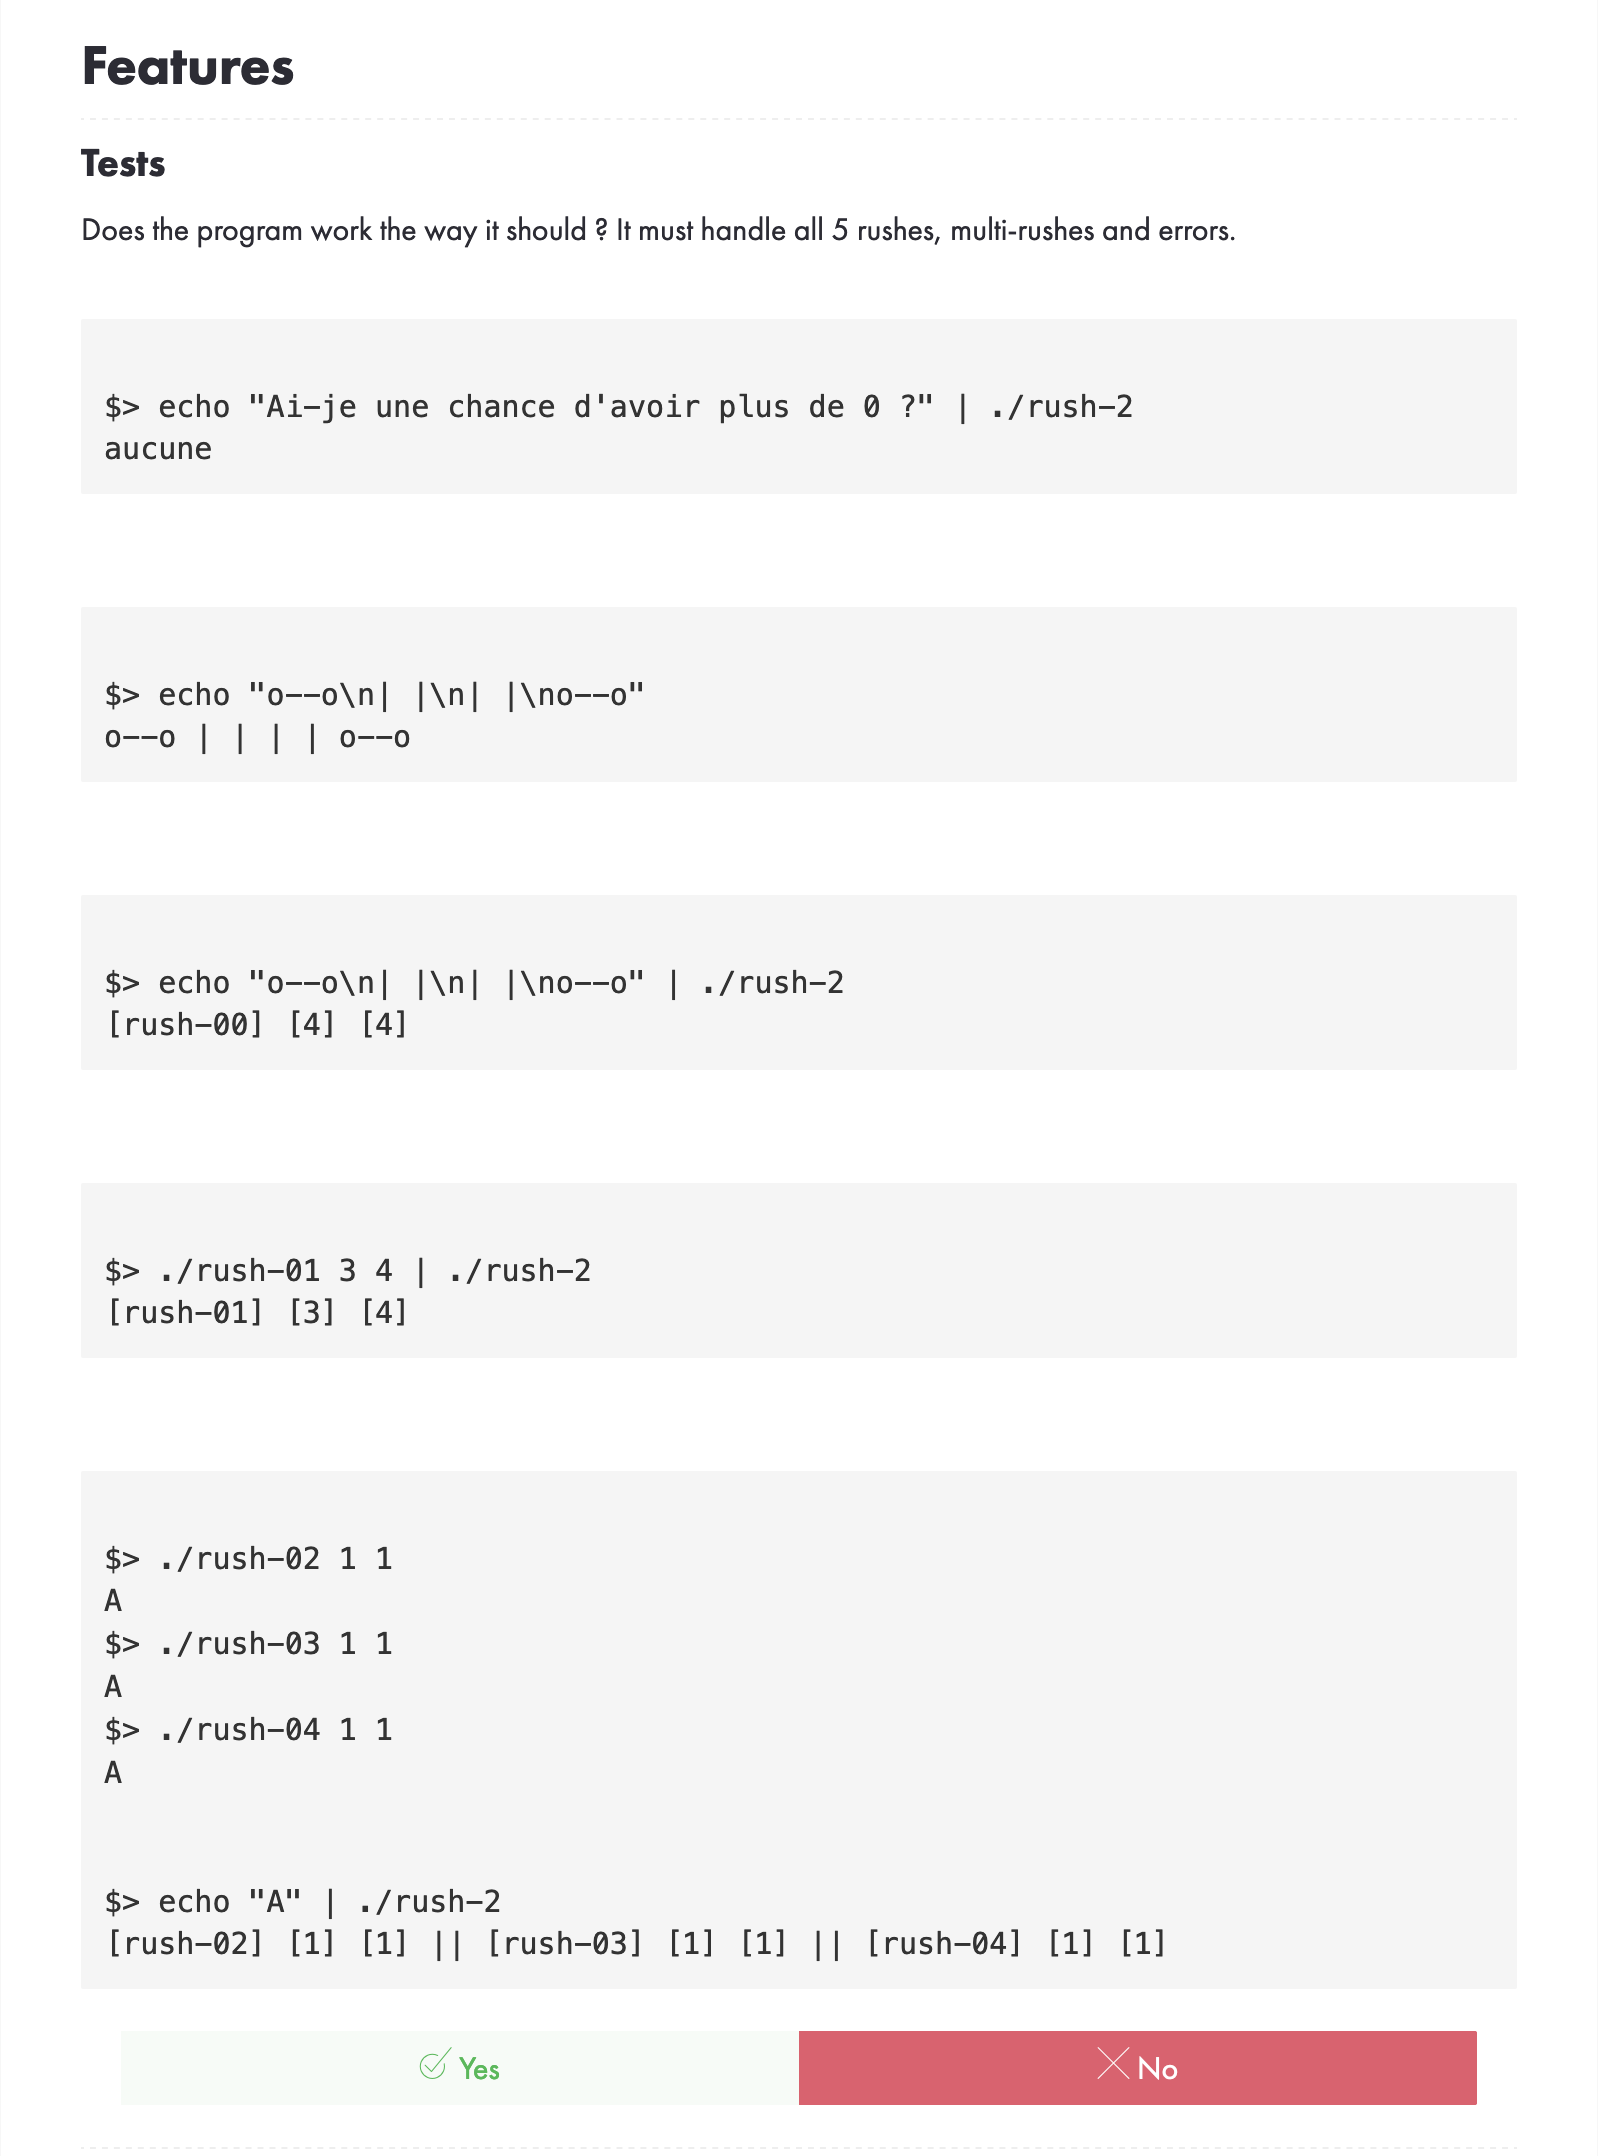 Features
Tests
Does the program work the way it should ? It must handle all 5 rushes, multi-rushes and errors.
$> echo "Ai-je une chance d'avoir plus de 0 ?" | ./rush-2
aucune
$> echo "o--o\n| |\n| |\no--o"
o--o | | | | o--o
$> echo "o--o\n| |\n| |\no--o" | ./rush-2
[rush-00] [4] [4]
$> ./rush-01 3 4 | ./rush-2
[rush-01] [3] [4]
$> ./rush-02 1 1
A
$> ./rush-03 1 1
A
$> ./rush-04 1 1
A
$> echo "A" | ./rush-2
[rush-02] [1] [1] || [rush-03] [1] [1] || [rush-04] [1] [1]
Yes
No